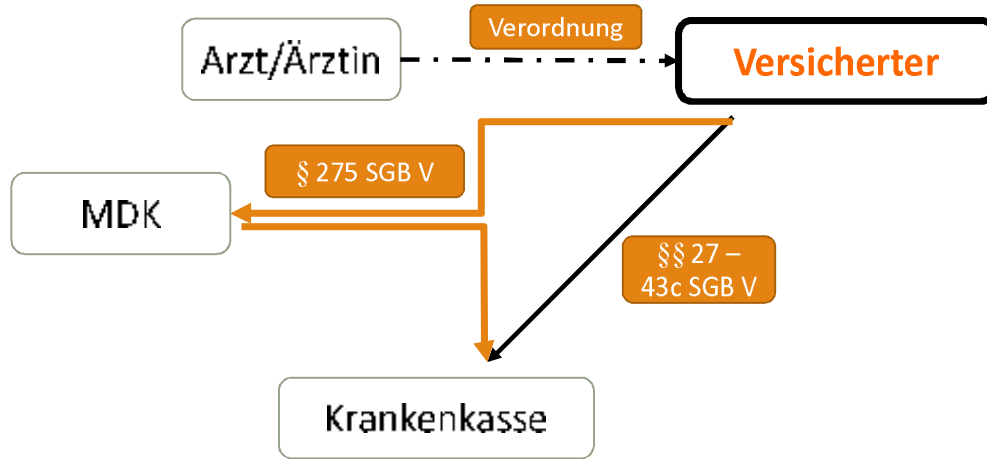 Verordnung
Arzt/Ärztin
Versicherter
§ 275 SGB V
MDK
§§ 27 –
43c SGB V
Krankenkasse